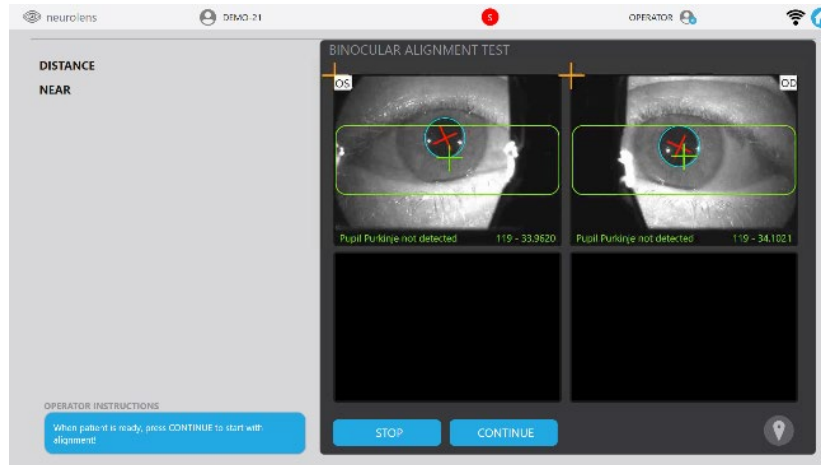 neurolens
DEMO-21
S
OPERATOR
DISTANCE
NEAR
BINOCULAR ALIGNMENT TEST
OS
OD
Pupil Purkinje not detected 119 - 33.9620
Pupil Purkinje not detected 119 - 34.1021
OPERATOR INSTRUCTIONS
When patient is ready, press CONTINUE to start with
alignment!
STOP
CONTINUE